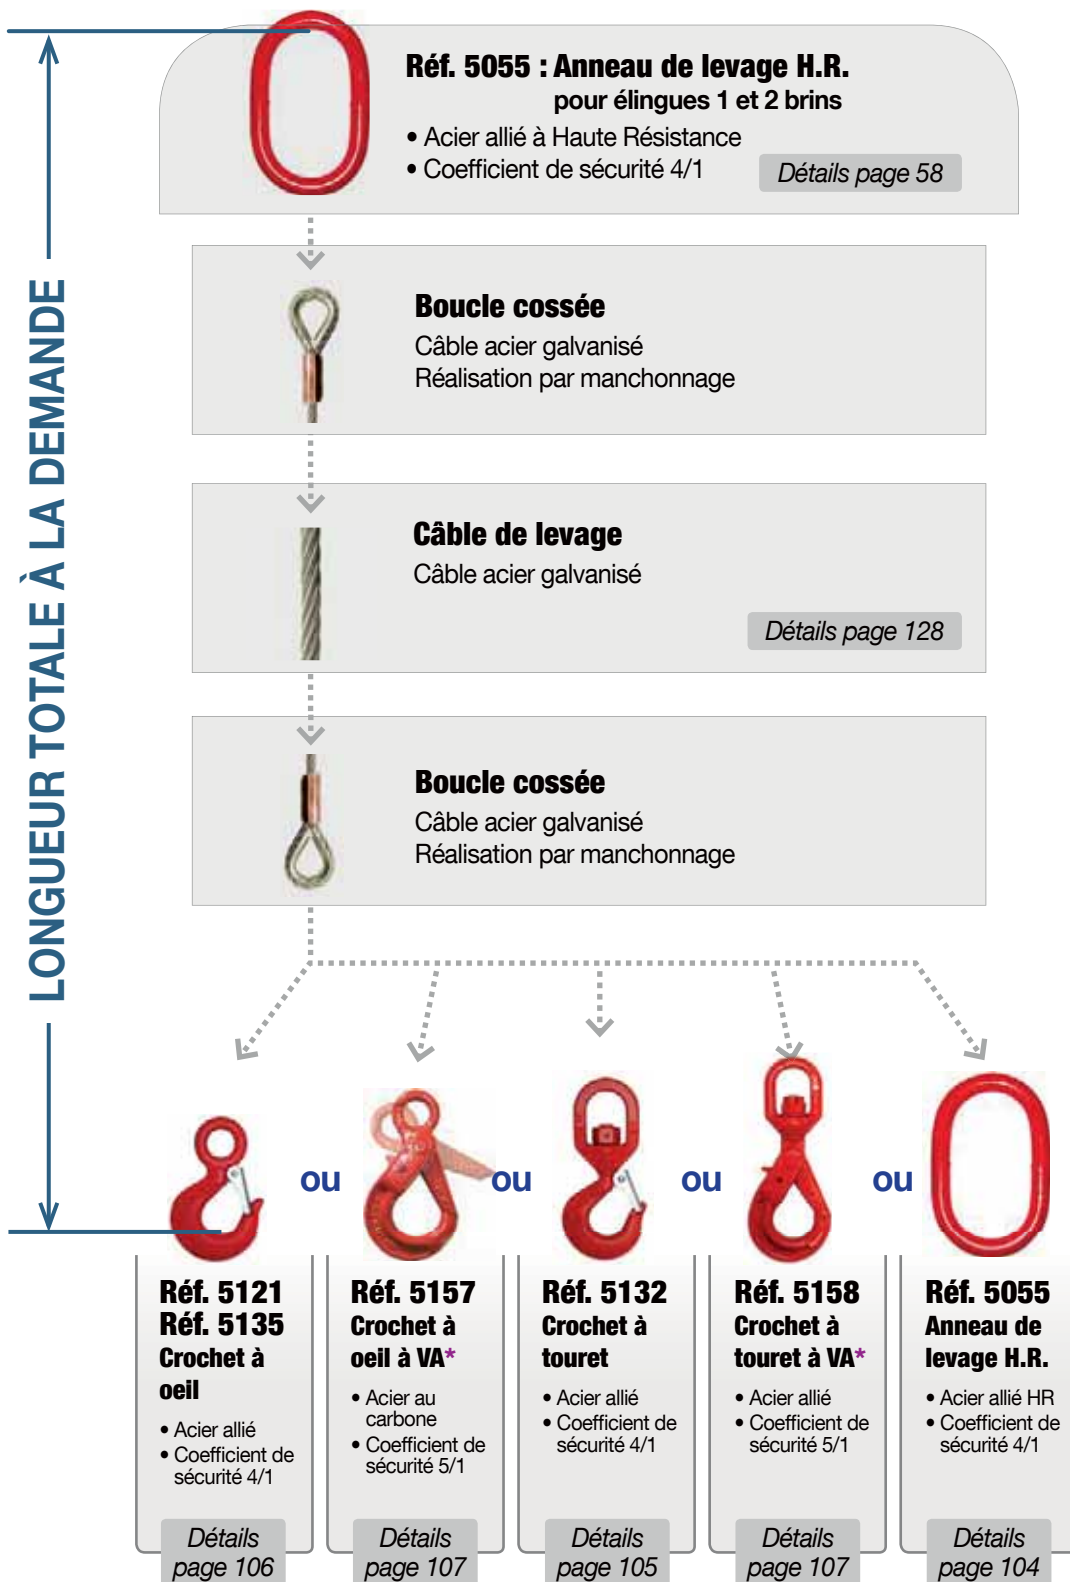 Réf. 5055 : Anneau de levage H.R.
pour élingues 1 et 2 brins
• Acier allié à Haute Résistance
• Coefficient de sécurité 4/1
Détails page 58
LONGUEUR TOTALE À LA DEMANDE
Boucle cossée
Câble acier galvanisé
Réalisation par manchonnage
Câble de levage
Câble acier galvanisé
Détails page 128
Boucle cossée
Câble acier galvanisé
Réalisation par manchonnage
ou
ou
ou
ou
Réf. 5121
Réf. 5135
Crochet à
oeil
• Acier allié
• Coefficient de
sécurité 4/1
Détails
page 106
Réf. 5157
Crochet à
oeil à VA*
• Acier au
carbone
• Coefficient de
sécurité 5/1
Détails
page 107
Réf. 5132
Crochet à
touret
• Acier allié
• Coefficient de
sécurité 4/1
Détails
page 105
Réf. 5158
Crochet à
touret à VA*
• Acier allié
• Coefficient de
sécurité 5/1
Détails
page 107
Réf. 5055
Anneau de
levage H.R.
• Acier allié HR
• Coefficient de
sécurité 4/1
Détails
page 104